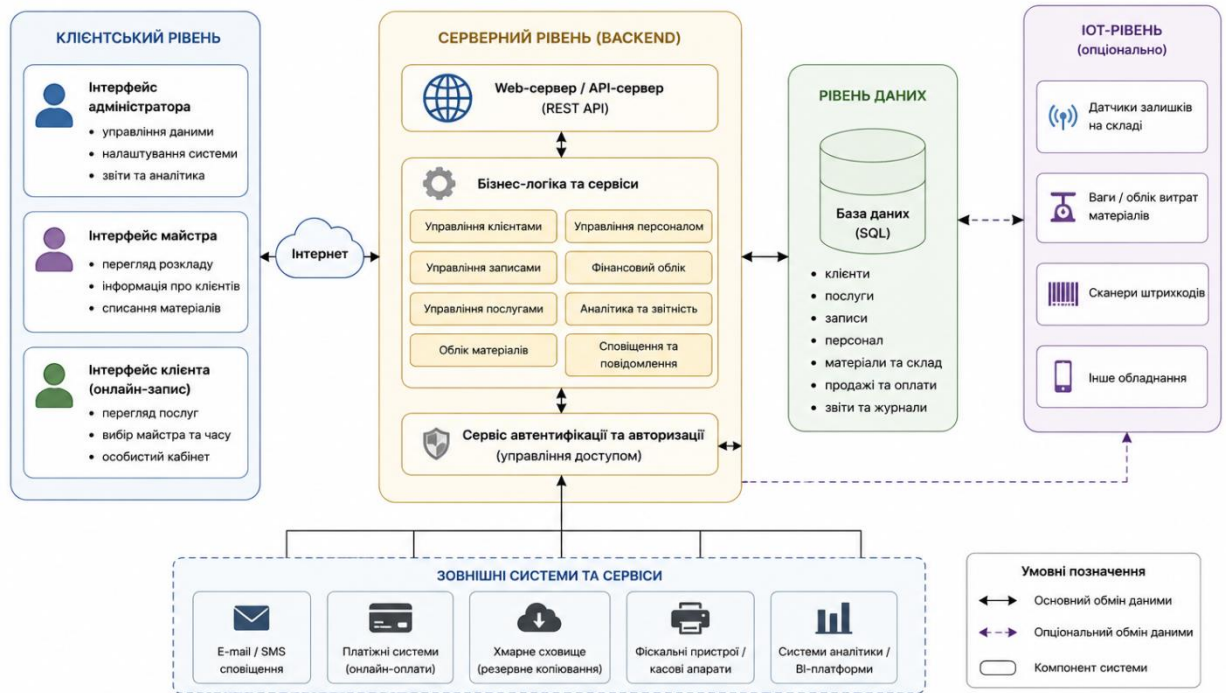 КЛІЄНТСЬКИЙ РІВЕНЬ
Інтерфейс
адміністратора
• управління даними
• налаштування системи
• звіти та аналітика
Інтерфейс майстра
• перегляд розкладу
• інформація про клієнтів
• списання матеріалів
Інтерфейс клієнта
(онлайн-запис)
• перегляд послуг
• вибір майстра та часу
• особистий кабінет
Інтернет
СЕРВЕРНИЙ РІВЕНЬ (BACKEND)
Web-сервер / API-сервер
(REST API)
Бізнес-логіка та сервіси
Управління клієнтами
Управління персоналом
Управління записами
Фінансовий облік
Управління послугами
Аналітика та звітність
Облік матеріалів
Сповіщення та
повідомлення
Сервіс автентифікації та авторизації
(управління доступом)
РІВЕНЬ ДАНИХ
База даних
(SQL)
• клієнти
• послуги
• записи
• персонал
• матеріали та склад
• продажі та оплати
• звіти та журнали
ІОТ-РІВЕНЬ
(опціонально)
Датчики залишків
на складі
Ваги / облік витрат
матеріалів
Сканери штрихкодів
Інше обладнання
ЗОВНІШНІ СИСТЕМИ ТА СЕРВІСИ
E-mail / SMS
сповіщення
Платіжні системи
(онлайн-оплати)
Хмарне сховище
(резервне копіювання)
Фіскальні пристрої /
касові апарати
Системи аналітики /
BI-платформи
Умовні позначення
Основний обмін даними
Опціональний обмін даними
Компонент системи